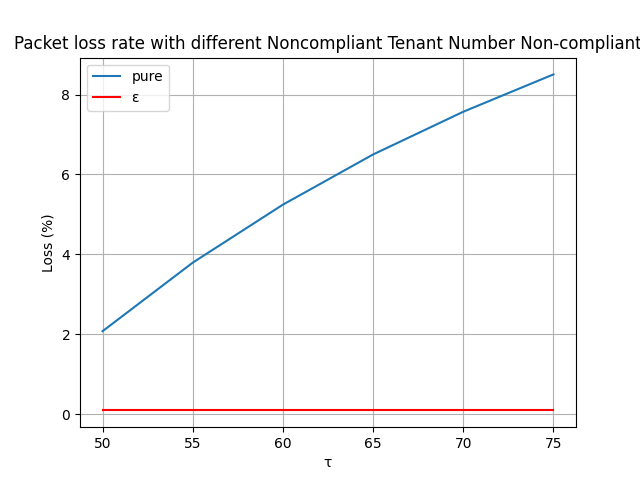 Packet loss rate with different Noncompliant Tenant Number Non-compliant
pure
ε
8
6
4
2
0
Loss (%)
50 55 60 65 70 75
τ